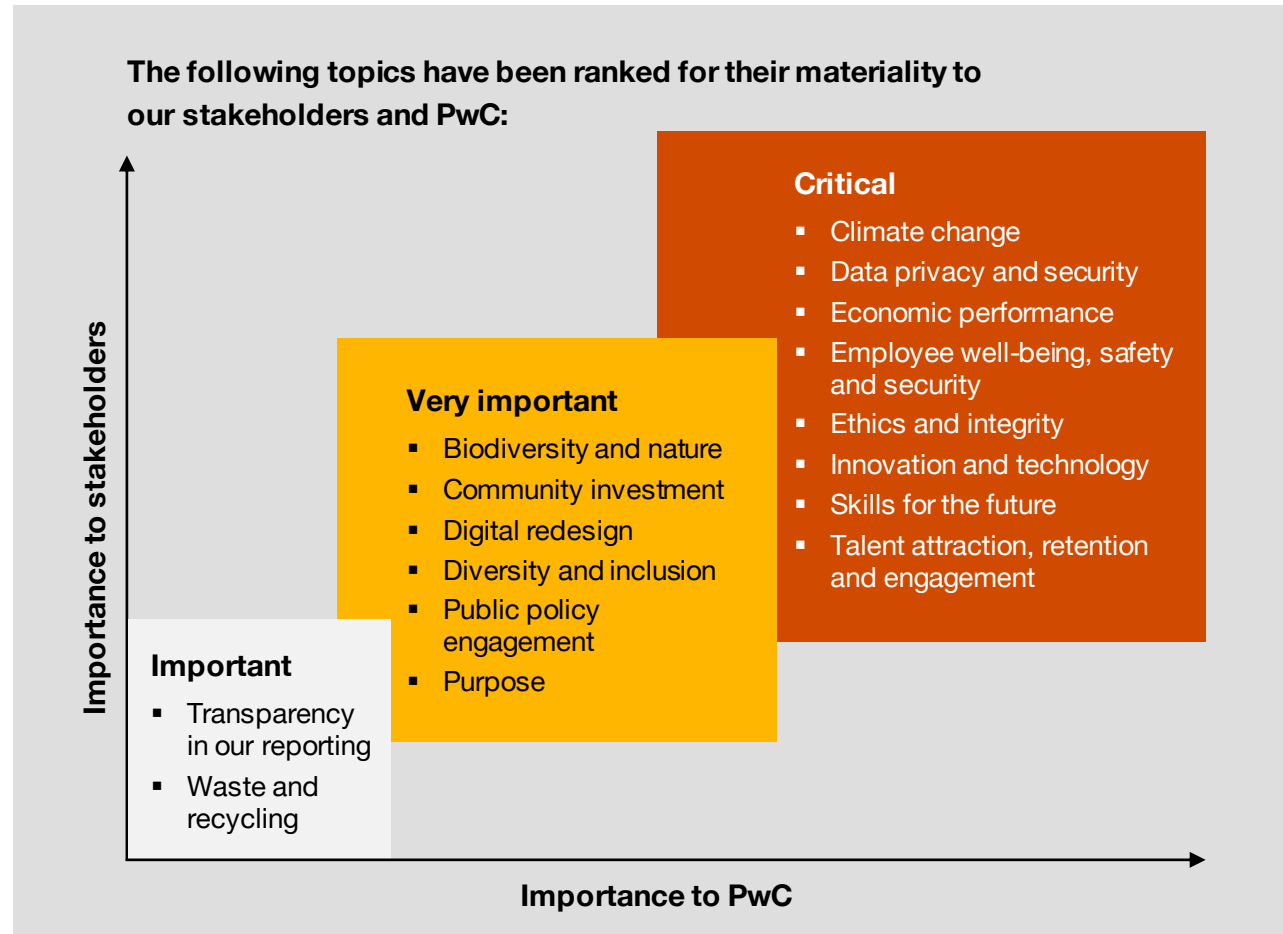 The following topics have been ranked for their materiality to
our stakeholders and PwC:
Importance to stakeholders
Critical
▪ Climate change
▪ Data privacy and security
▪ Economic performance
▪ Employee well-being, safety
and security
▪ Ethics and integrity
▪ Innovation and technology
▪ Skills for the future
▪ Talent attraction, retention
and engagement
Very important
▪ Biodiversity and nature
▪ Community investment
▪ Digital redesign
▪ Diversity and inclusion
▪ Public policy
engagement
▪ Purpose
Important
▪ Transparency
in our reporting
▪ Waste and
recycling
Importance to PwC